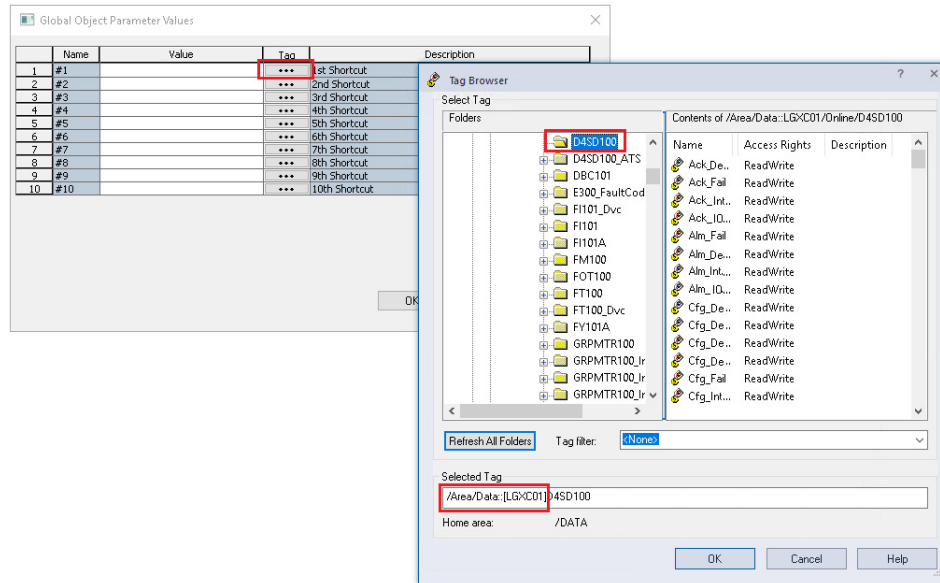 Global Object Parameter Values
Name Value Tag Description
1 #1 ... 1st Shortcut
2 #2 ... 2nd Shortcut
3 #3 ... 3rd Shortcut
4 #4 ... 4th Shortcut
5 #5 ... 5th Shortcut
6 #6 ... 6th Shortcut
7 #7 ... 7th Shortcut
8 #8 ... 8th Shortcut
9 #9 ... 9th Shortcut
10 #10 ... 10th Shortcut
OK
Tag Browser
Select Tag
Folders
D4SD100
D4SD100_ATS
DBC101
E300_FaultCod
FI101_Dvc
FI101
FI101A
FM100
FOT100
FT100
FT100_Dvc
FY101A
GRPMTR100
GRPMTR100_Ir
GRPMTR100_Ir
GRPMTR100_Ir
Contents of /Area/Data::LGXC01/Online/D4SD100
Name Access Rights Description
Ack_De... ReadWrite
Ack_Fail ReadWrite
Ack_Int... ReadWrite
Ack_IO... ReadWrite
Alm_Fail ReadWrite
Alm_De... ReadWrite
Alm_Int... ReadWrite
Alm_IO... ReadWrite
Cfg_De... ReadWrite
Cfg_De... ReadWrite
Cfg_De... ReadWrite
Cfg_De... ReadWrite
Cfg_Fail ReadWrite
Cfg_Int... ReadWrite
Refresh All Folders Tag filter: <None>
Selected Tag
/Area/Data::[LGXC01]D4SD100
Home area: /DATA
OK Cancel Help